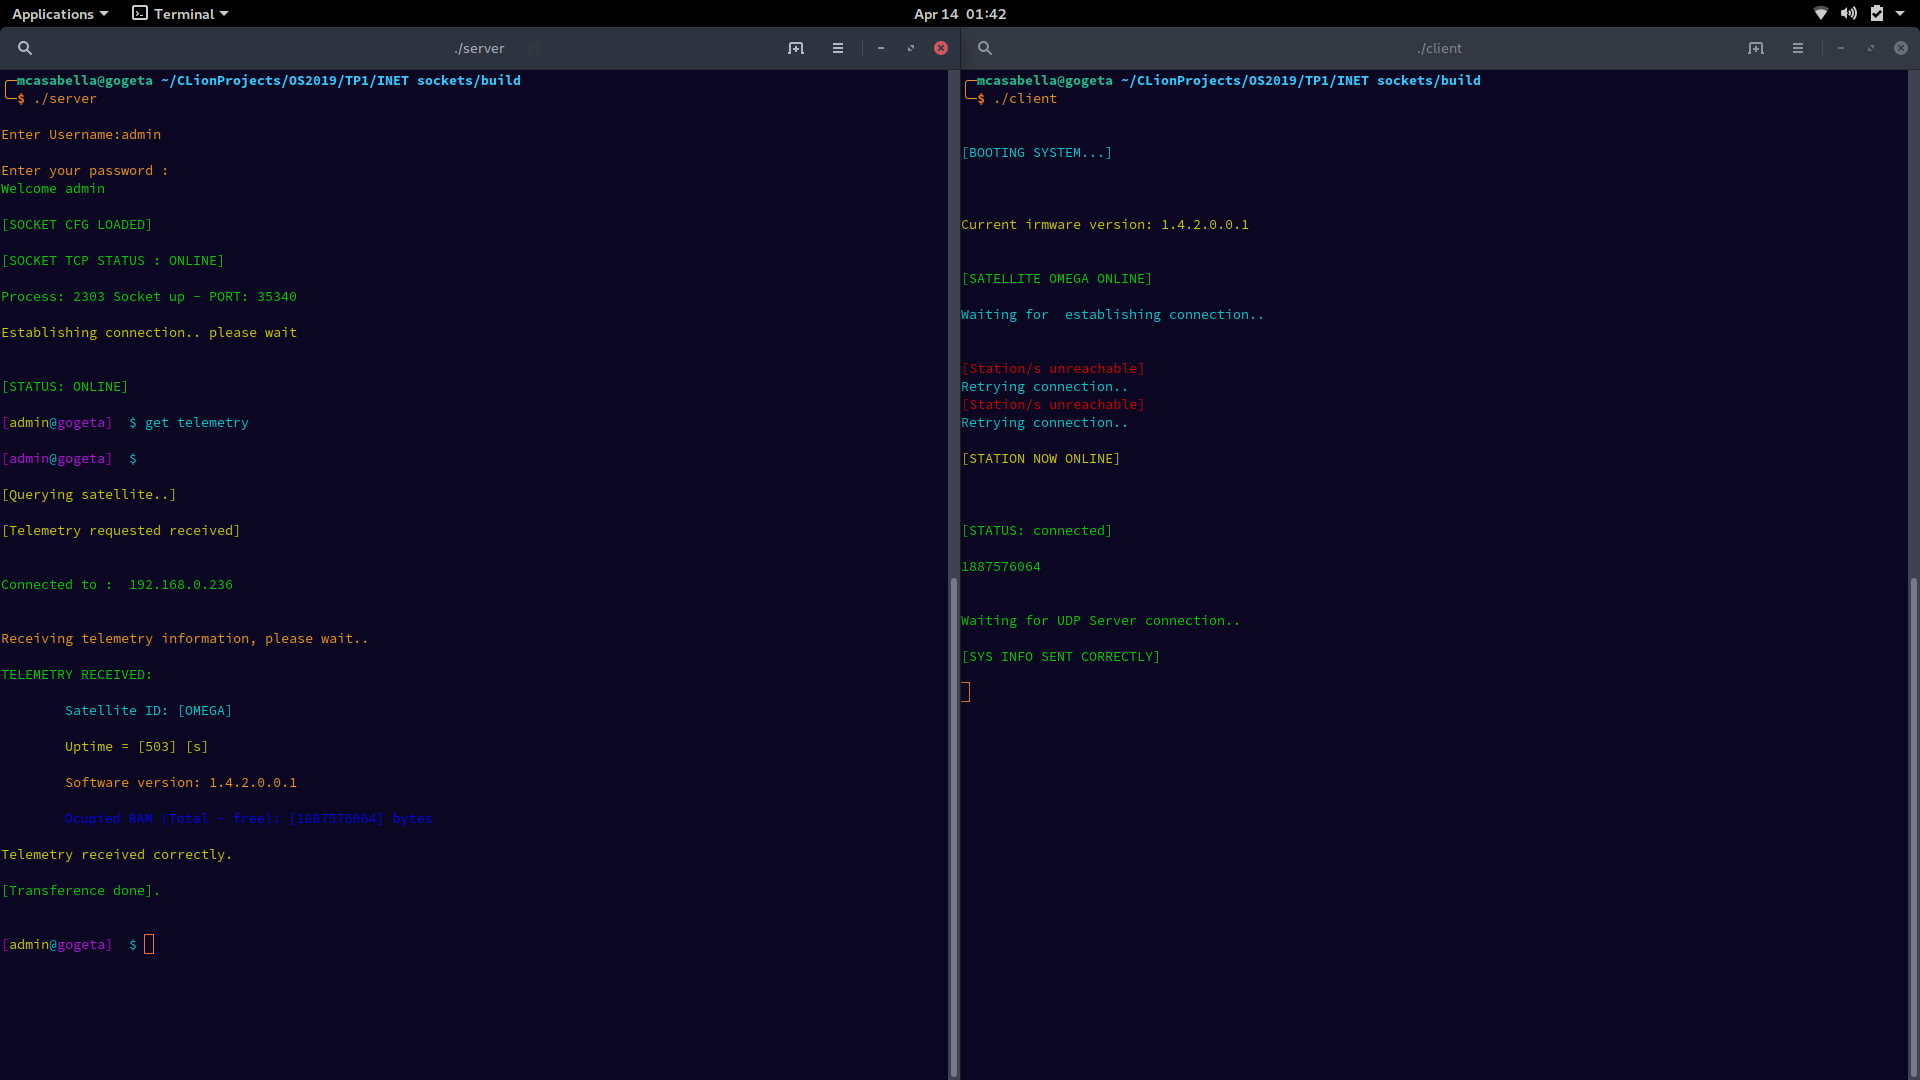 Applications Terminal Apr 14 01:42
./server
mcasabella@gogeta ~/CLionProjects/OS2019/TP1/INET sockets/build
$ ./server
Enter Username:admin
Enter your password :
Welcome admin
[SOCKET CFG LOADED]
[SOCKET TCP STATUS : ONLINE]
Process: 2303 Socket up - PORT: 35340
Establishing connection.. please wait
[STATUS: ONLINE]
[admin@gogeta] $ get telemetry
[admin@gogeta] $
[Querying satellite..]
[Telemetry requested received]
Connected to : 192.168.0.236
Receiving telemetry information, please wait..
TELEMETRY RECEIVED:
Satellite ID: [OMEGA]
Uptime = [503] [s]
Software version: 1.4.2.0.0.1
Ocupied RAM (Total - free): [1887576064] bytes
Telemetry received correctly.
[Transference done].
[admin@gogeta] $
./client
mcasabella@gogeta ~/CLionProjects/OS2019/TP1/INET sockets/build
$ ./client
[BOOTING SYSTEM...]
Current irmware version: 1.4.2.0.0.1
[SATELLITE OMEGA ONLINE]
Waiting for  establishing connection..
[Station/s unreachable]
Retrying connection..
[Station/s unreachable]
Retrying connection..
[STATION NOW ONLINE]
[STATUS: connected]
1887576064
Waiting for UDP Server connection..
[SYS INFO SENT CORRECTLY]